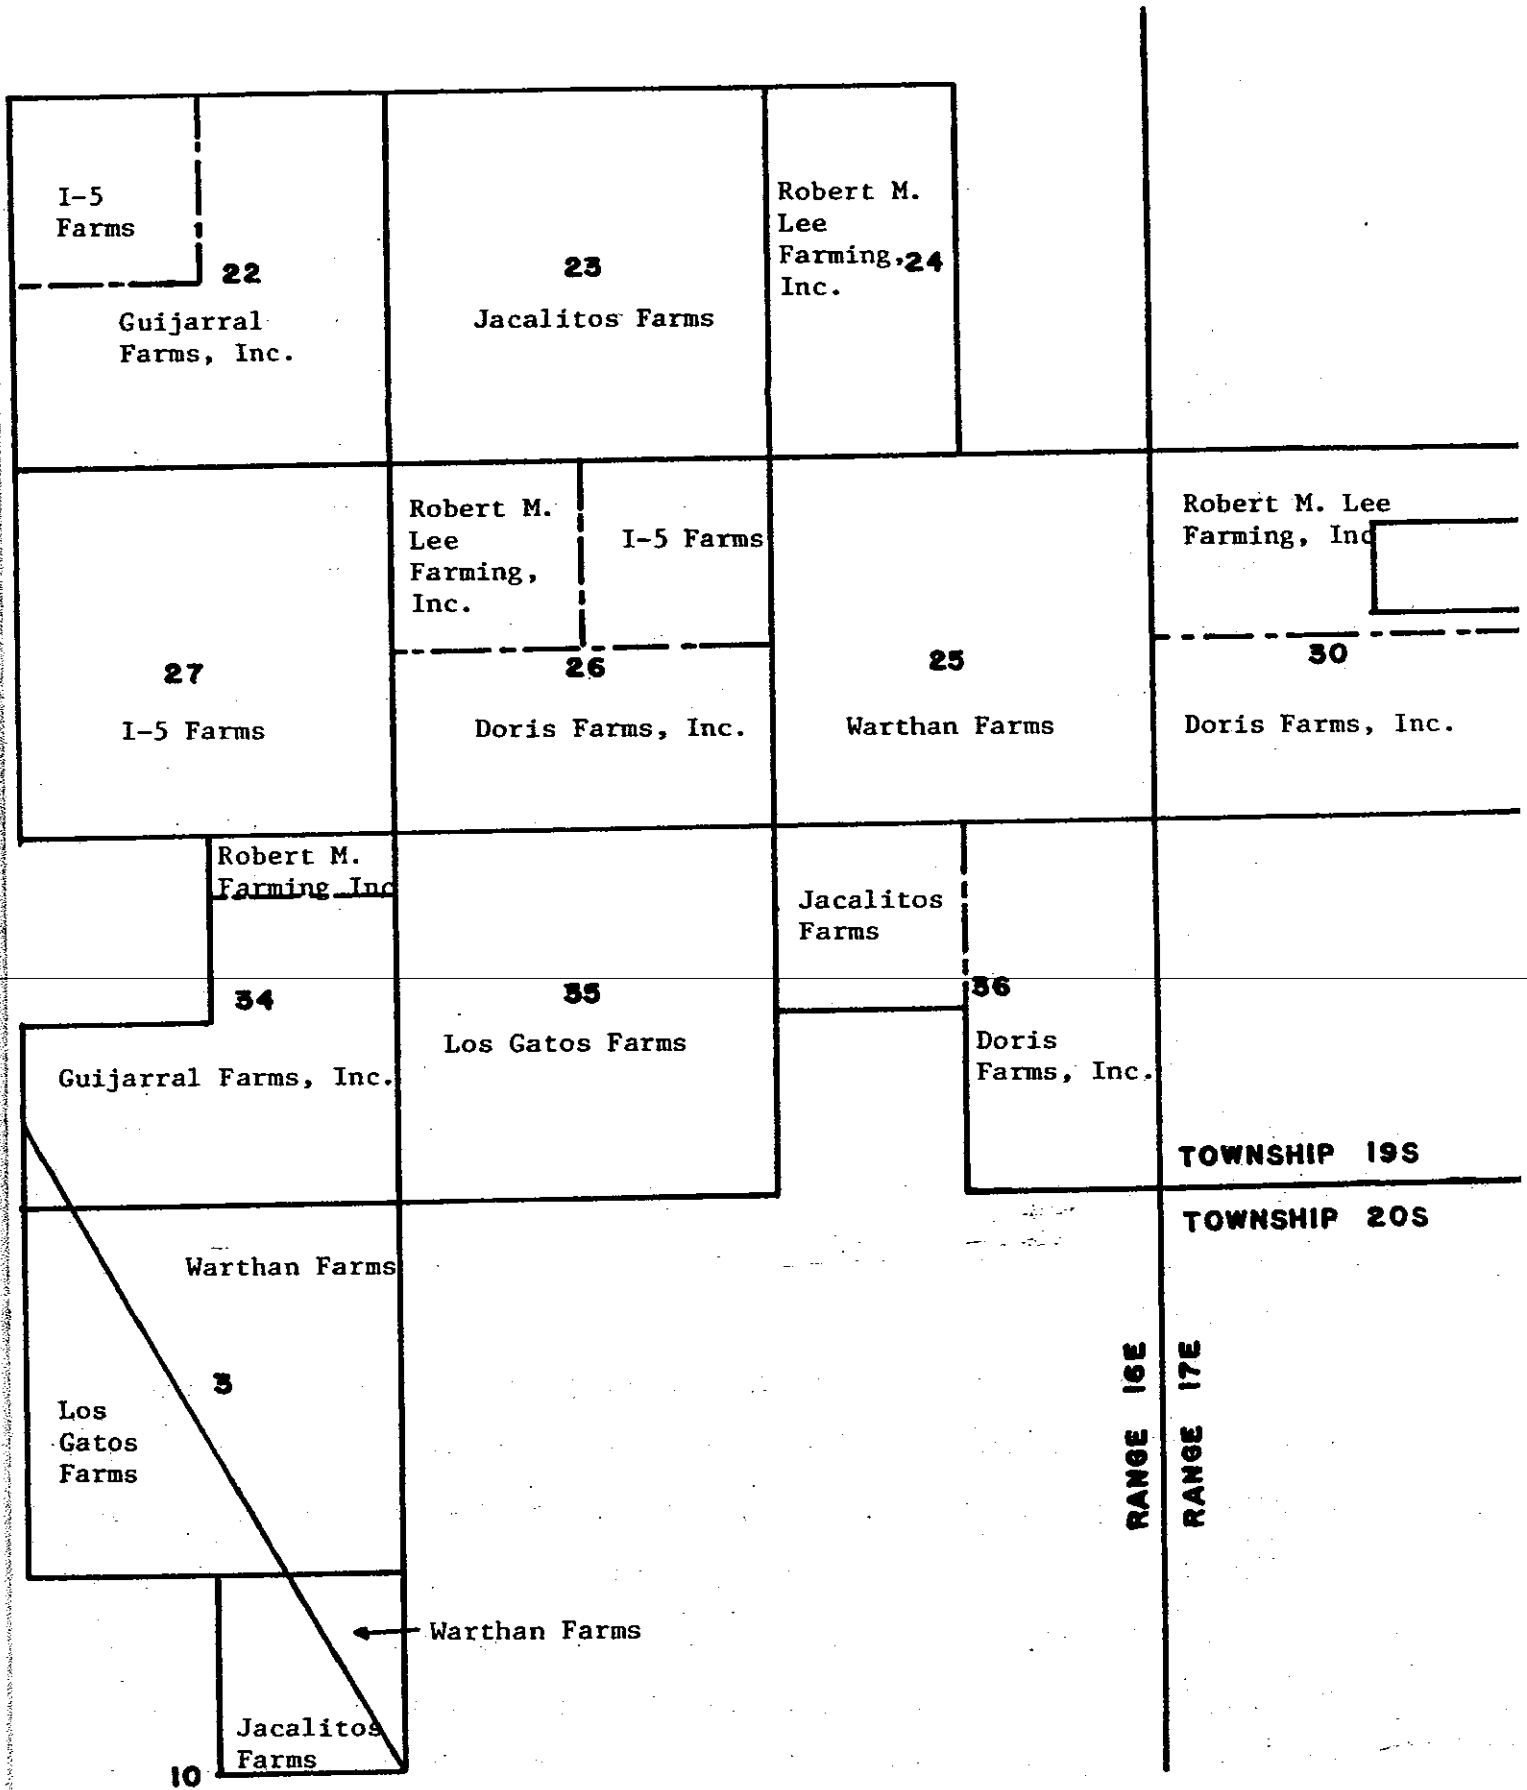 I-5
Farms
22
Guijarral
Farms, Inc.
23
Jacalitos Farms
Robert M.
Lee
Farming,
Inc.
24
27
I-5 Farms
Robert M.
Lee
Farming,
Inc.
I-5 Farms
26
Doris Farms, Inc.
25
Warthan Farms
Robert M. Lee
Farming, Inc
30
Doris Farms, Inc.
Robert M.
Farming Inc
34
Guijarral Farms, Inc.
35
Los Gatos Farms
Jacalitos
Farms
36
Doris
Farms, Inc.
TOWNSHIP 19S
TOWNSHIP 20S
Warthan Farms
3
Los
Gatos
Farms
RANGE 16E
RANGE 17E
Warthan Farms
Jacalitos
Farms
10